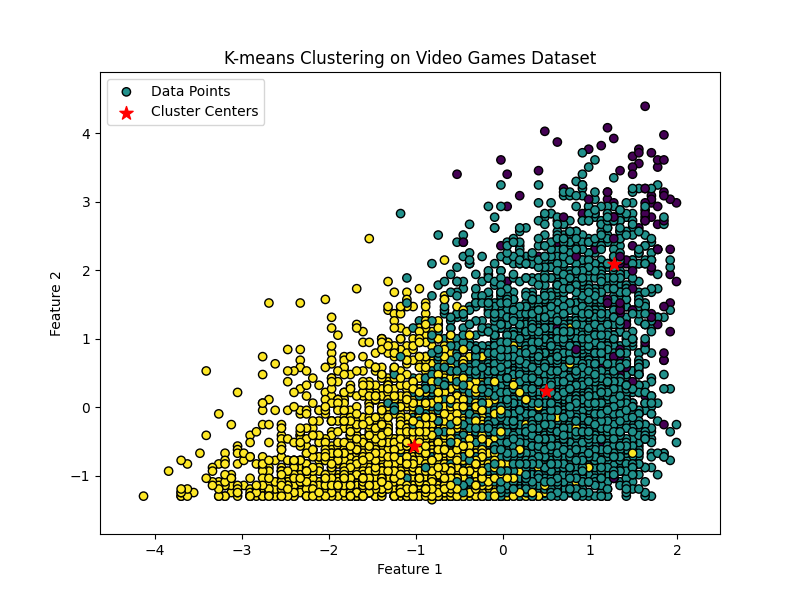 K-means Clustering on Video Games Dataset
Data Points
Cluster Centers
Feature 2
4
3
2
1
0
−1
−4
−3
−2
−1
0
1
2
Feature 1